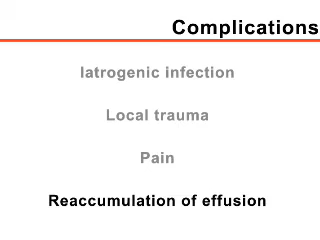 Complications
Iatrogenic infection
Local trauma
Pain
Reaccumulation of effusion